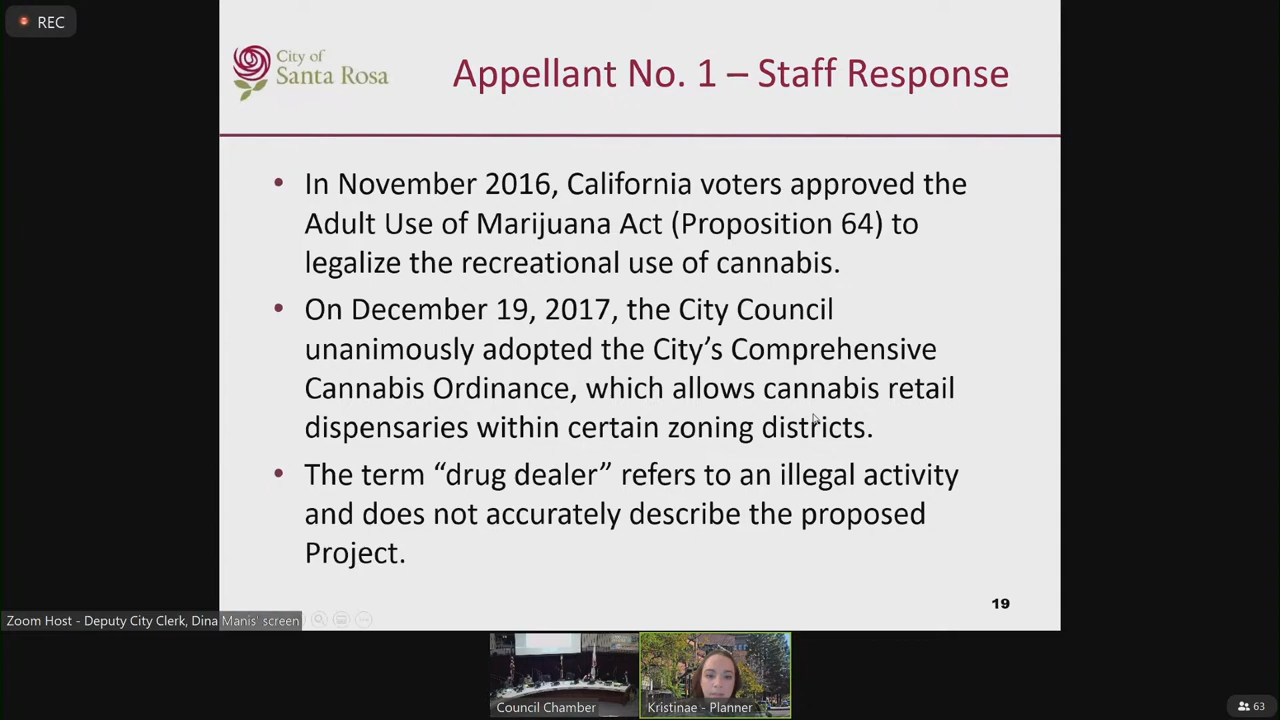 REC
City of
Santa Rosa
Appellant No. 1 – Staff Response
• In November 2016, California voters approved the
Adult Use of Marijuana Act (Proposition 64) to
legalize the recreational use of cannabis.
• On December 19, 2017, the City Council
unanimously adopted the City’s Comprehensive
Cannabis Ordinance, which allows cannabis retail
dispensaries within certain zoning districts.
• The term “drug dealer” refers to an illegal activity
and does not accurately describe the proposed
Project.
19
Zoom Host - Deputy City Clerk, Dina Manis' screen
Council Chamber
Kristinae - Planner
63